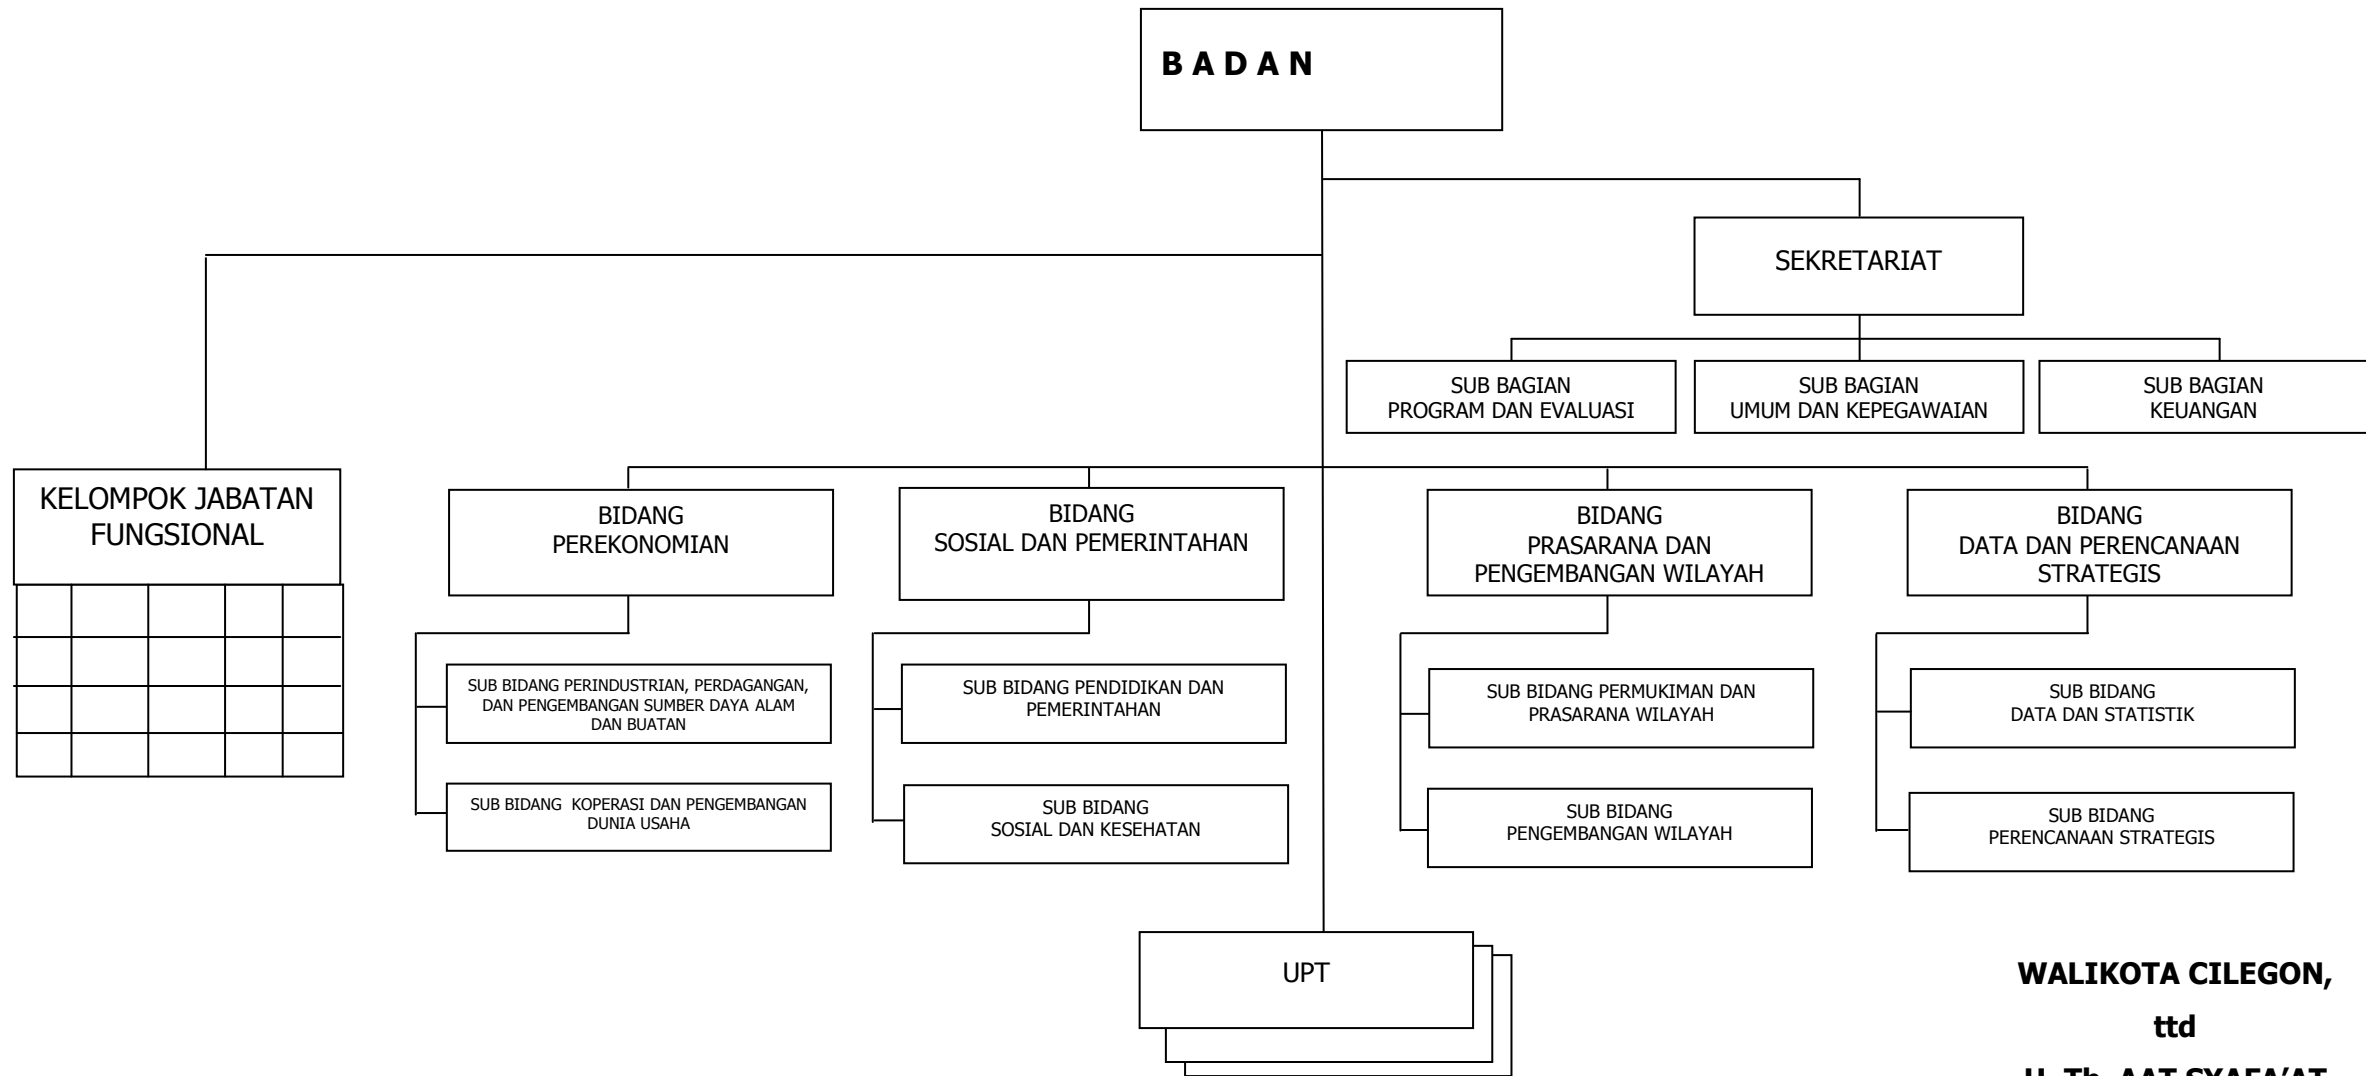 B A D A N
SEKRETARIAT
SUB BAGIAN
PROGRAM DAN EVALUASI
SUB BAGIAN
UMUM DAN KEPEGAWAIAN
SUB BAGIAN
KEUANGAN
KELOMPOK JABATAN
FUNGSIONAL
BIDANG
PEREKONOMIAN
BIDANG
SOSIAL DAN PEMERINTAHAN
BIDANG
PRASARANA DAN
PENGEMBANGAN WILAYAH
BIDANG
DATA DAN PERENCANAAN
STRATEGIS
SUB BIDANG PERINDUSTRIAN, PERDAGANGAN,
DAN PENGEMBANGAN SUMBER DAYA ALAM
DAN BUATAN
SUB BIDANG PENDIDIKAN DAN
PEMERINTAHAN
SUB BIDANG PERMUKIMAN DAN
PRASARANA WILAYAH
SUB BIDANG
DATA DAN STATISTIK
SUB BIDANG KOPERASI DAN PENGEMBANGAN
DUNIA USAHA
SUB BIDANG
SOSIAL DAN KESEHATAN
SUB BIDANG
PENGEMBANGAN WILAYAH
SUB BIDANG
PERENCANAAN STRATEGIS
UPT
WALIKOTA CILEGON,
ttd
H. Tb. AAT SYAFA'AT